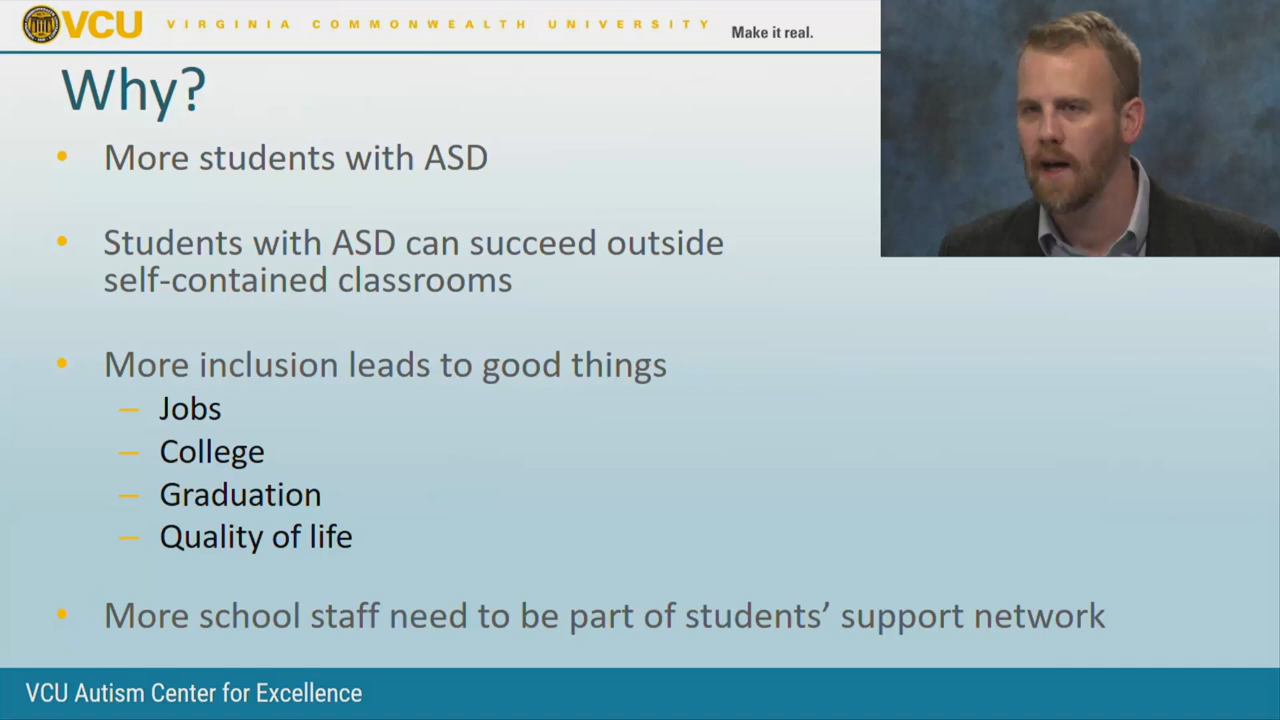 VCU VIRGINIA COMMONWEALTH UNIVERSITY Make it real.
Why?
• More students with ASD
• Students with ASD can succeed outside
self-contained classrooms
• More inclusion leads to good things
– Jobs
– College
– Graduation
– Quality of life
• More school staff need to be part of students’ support network
VCU Autism Center for Excellence